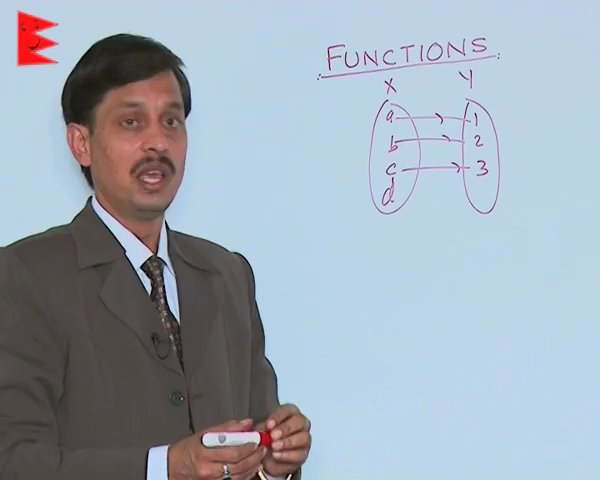 FUNCTIONS
X Y
a 1
b 2
c 3
d